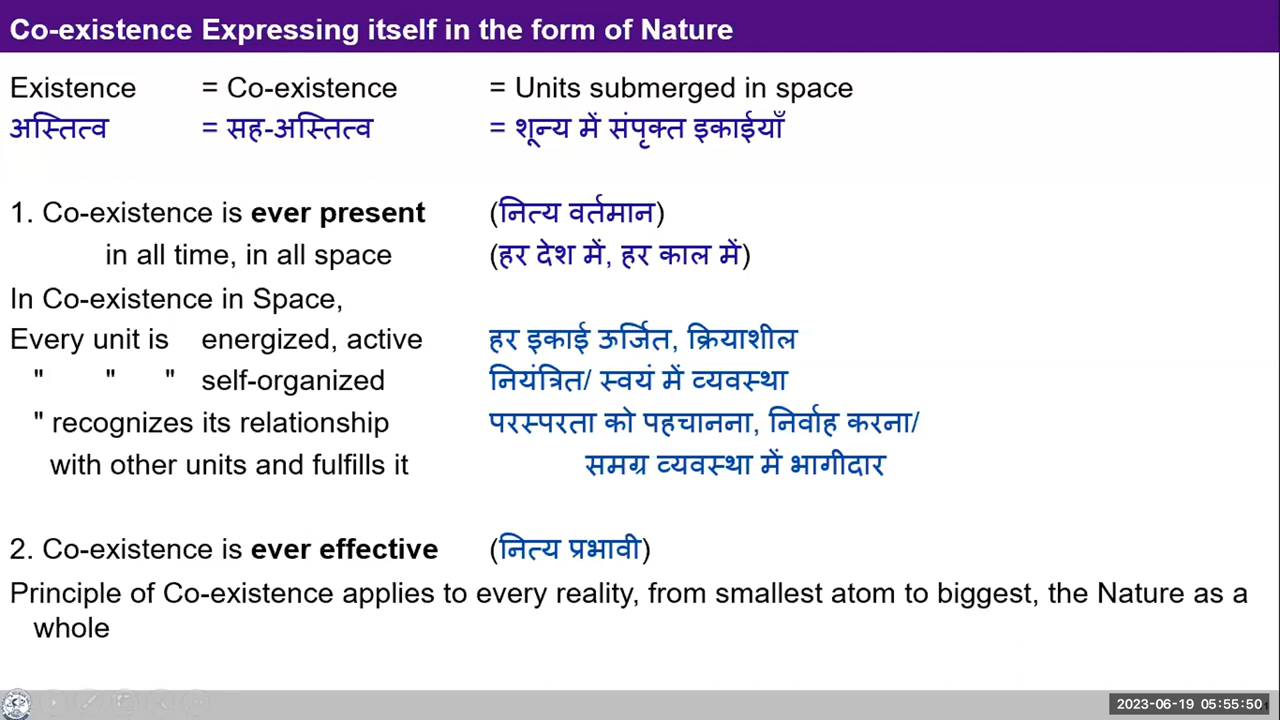 Co-existence Expressing itself in the form of Nature
Existence = Co-existence = Units submerged in space
अस्तित्व = सह-अस्तित्व = शून्य में संपृक्त इकाईयाँ
1. Co-existence is ever present (नित्य वर्तमान)
in all time, in all space (हर देश में, हर काल में)
In Co-existence in Space,
Every unit is energized, active हर इकाई ऊर्जित, क्रियाशील
" " " self-organized नियंत्रित/ स्वयं में व्यवस्था
" recognizes its relationship परस्परता को पहचानना, निर्वाह करना/
with other units and fulfills it समग्र व्यवस्था में भागीदार
2. Co-existence is ever effective (नित्य प्रभावी)
Principle of Co-existence applies to every reality, from smallest atom to biggest, the Nature as a
whole
2023-06-19 05:55:50